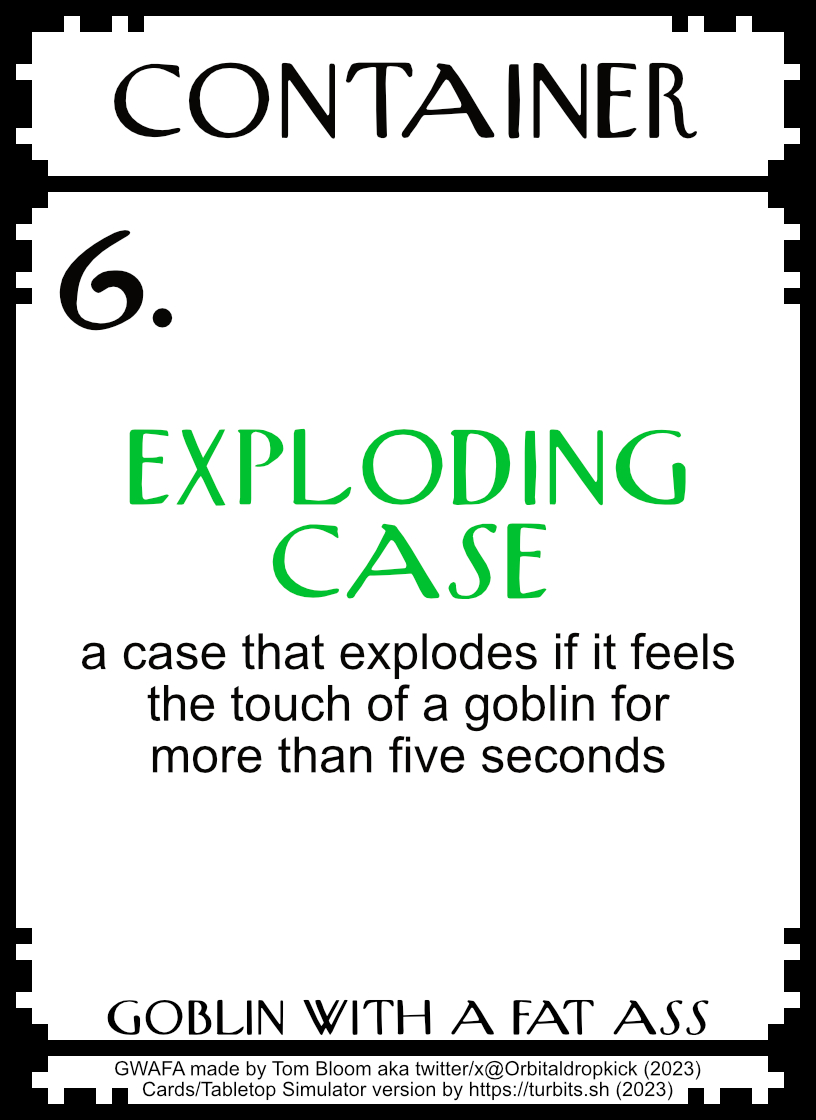 CONTAINER
6.
EXPLODING
CASE
a case that explodes if it feels
the touch of a goblin for
more than five seconds
GOBLIN WITH A FAT ASS
GWAFA made by Tom Bloom aka twitter/x@Orbitaldropkick (2023)
Cards/Tabletop Simulator version by https://turbits.sh (2023)